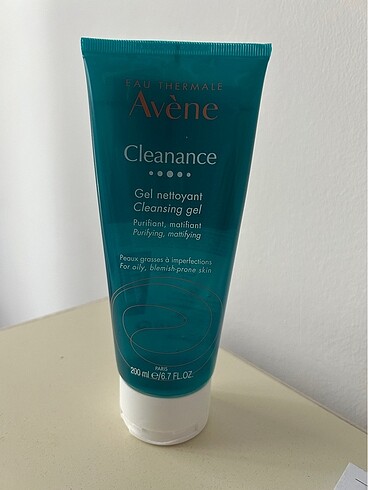 EAU THERMALE
Avène
Cleanance
Gel nettoyant
Cleansing gel
Purifiant, matifiant
Purifying, mattifying
Peaux grasses à imperfections
For oily, blemish-prone skin
PARG
200 ml e/6.7 FL.OZ.